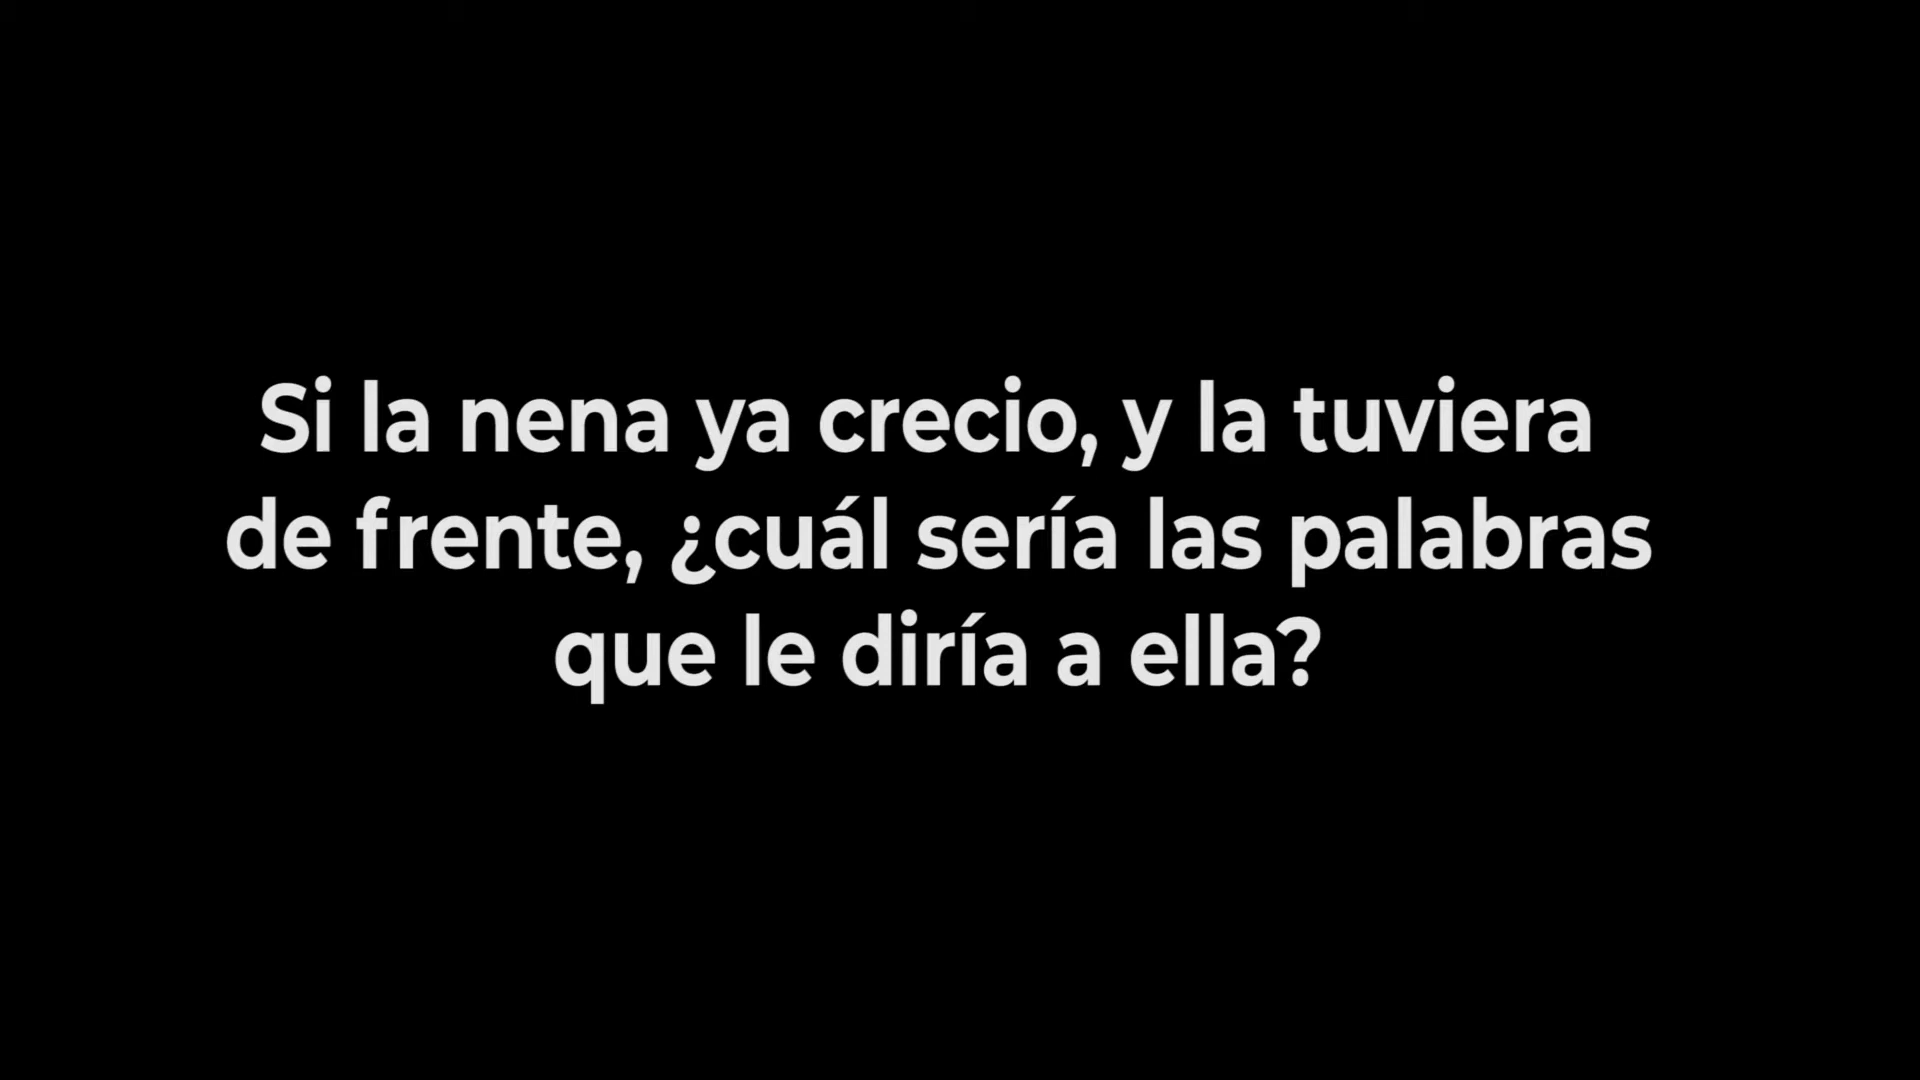 Si la nena ya crecio, y la tuviera
de frente, ¿cuál sería las palabras
que le diría a ella?